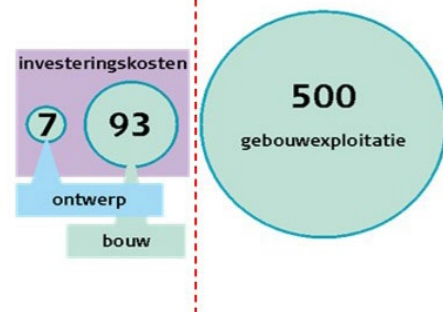 investeringskosten
7 93
ontwerp
bouw
500
gebouwexploitatie